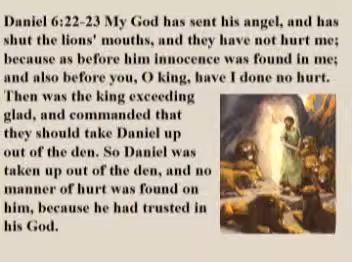 Daniel 6:22-23 My God has sent his angel, and has
shut the lions' mouths, and they have not hurt me;
because as before him innocence was found in me;
and also before you, O king, have I done no hurt.
Then was the king exceeding
glad, and commanded that
they should take Daniel up
out of the den. So Daniel was
taken up out of the den, and no
manner of hurt was found on
him, because he had trusted in
his God.